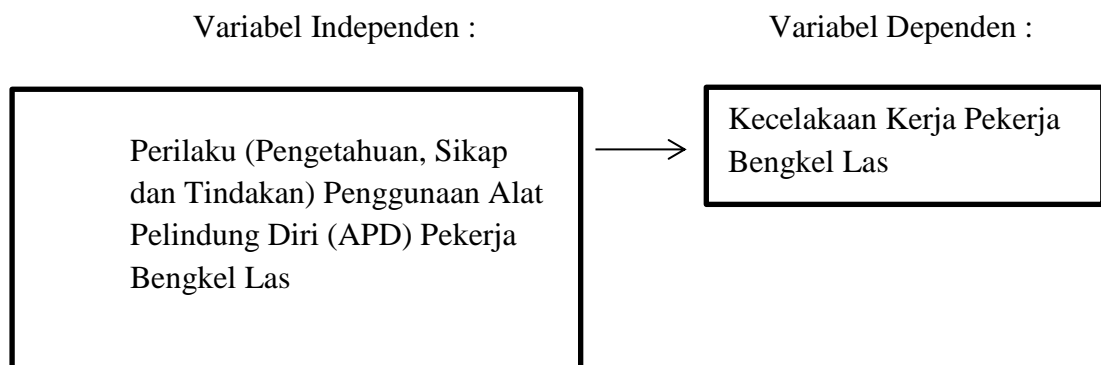 Variabel Independen :
Variabel Dependen :
Perilaku (Pengetahuan, Sikap
dan Tindakan) Penggunaan Alat
Pelindung Diri (APD) Pekerja
Bengkel Las
Kecelakaan Kerja Pekerja
Bengkel Las